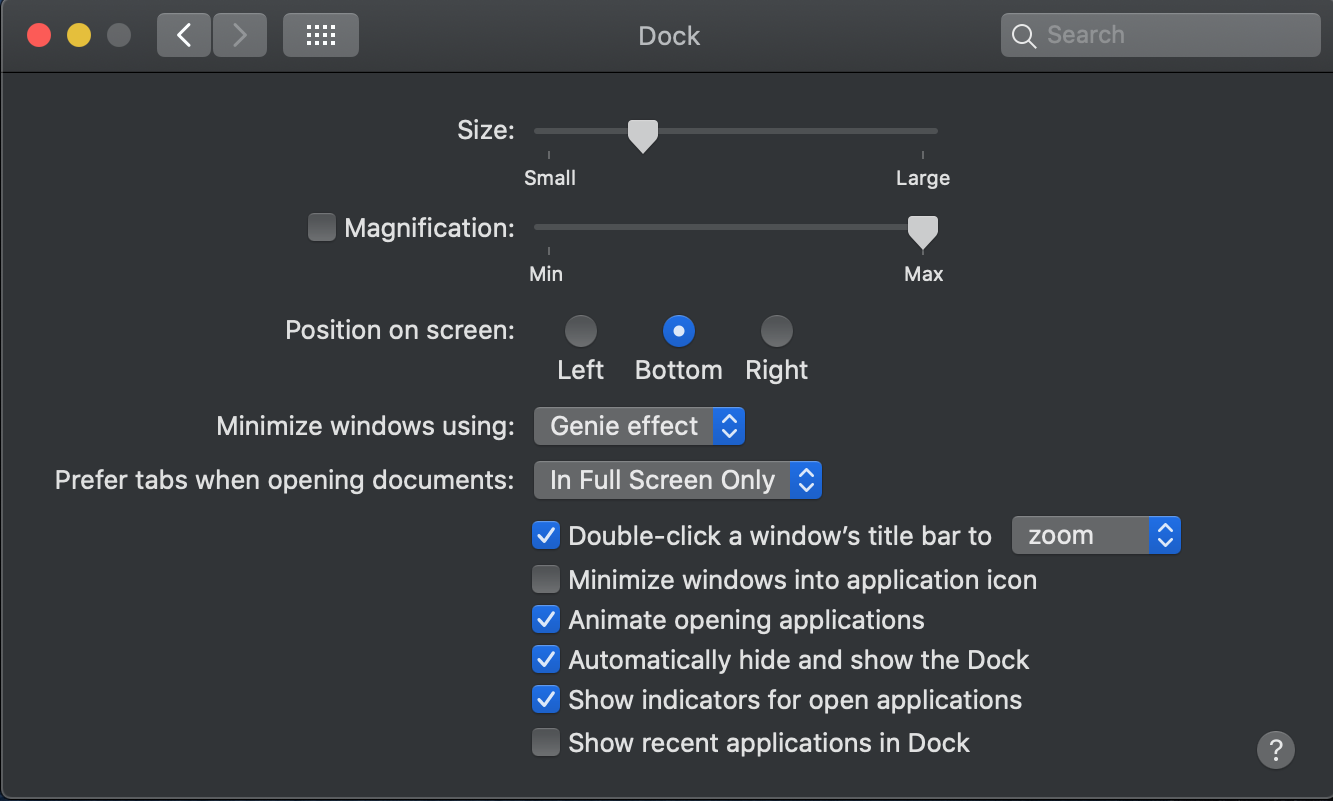 Dock
Search
Size:
Small Large
Magnification:
Min Max
Position on screen:
Left Bottom Right
Minimize windows using: Genie effect
Prefer tabs when opening documents: In Full Screen Only
Double-click a window’s title bar to zoom
Minimize windows into application icon
Animate opening applications
Automatically hide and show the Dock
Show indicators for open applications
Show recent applications in Dock
?